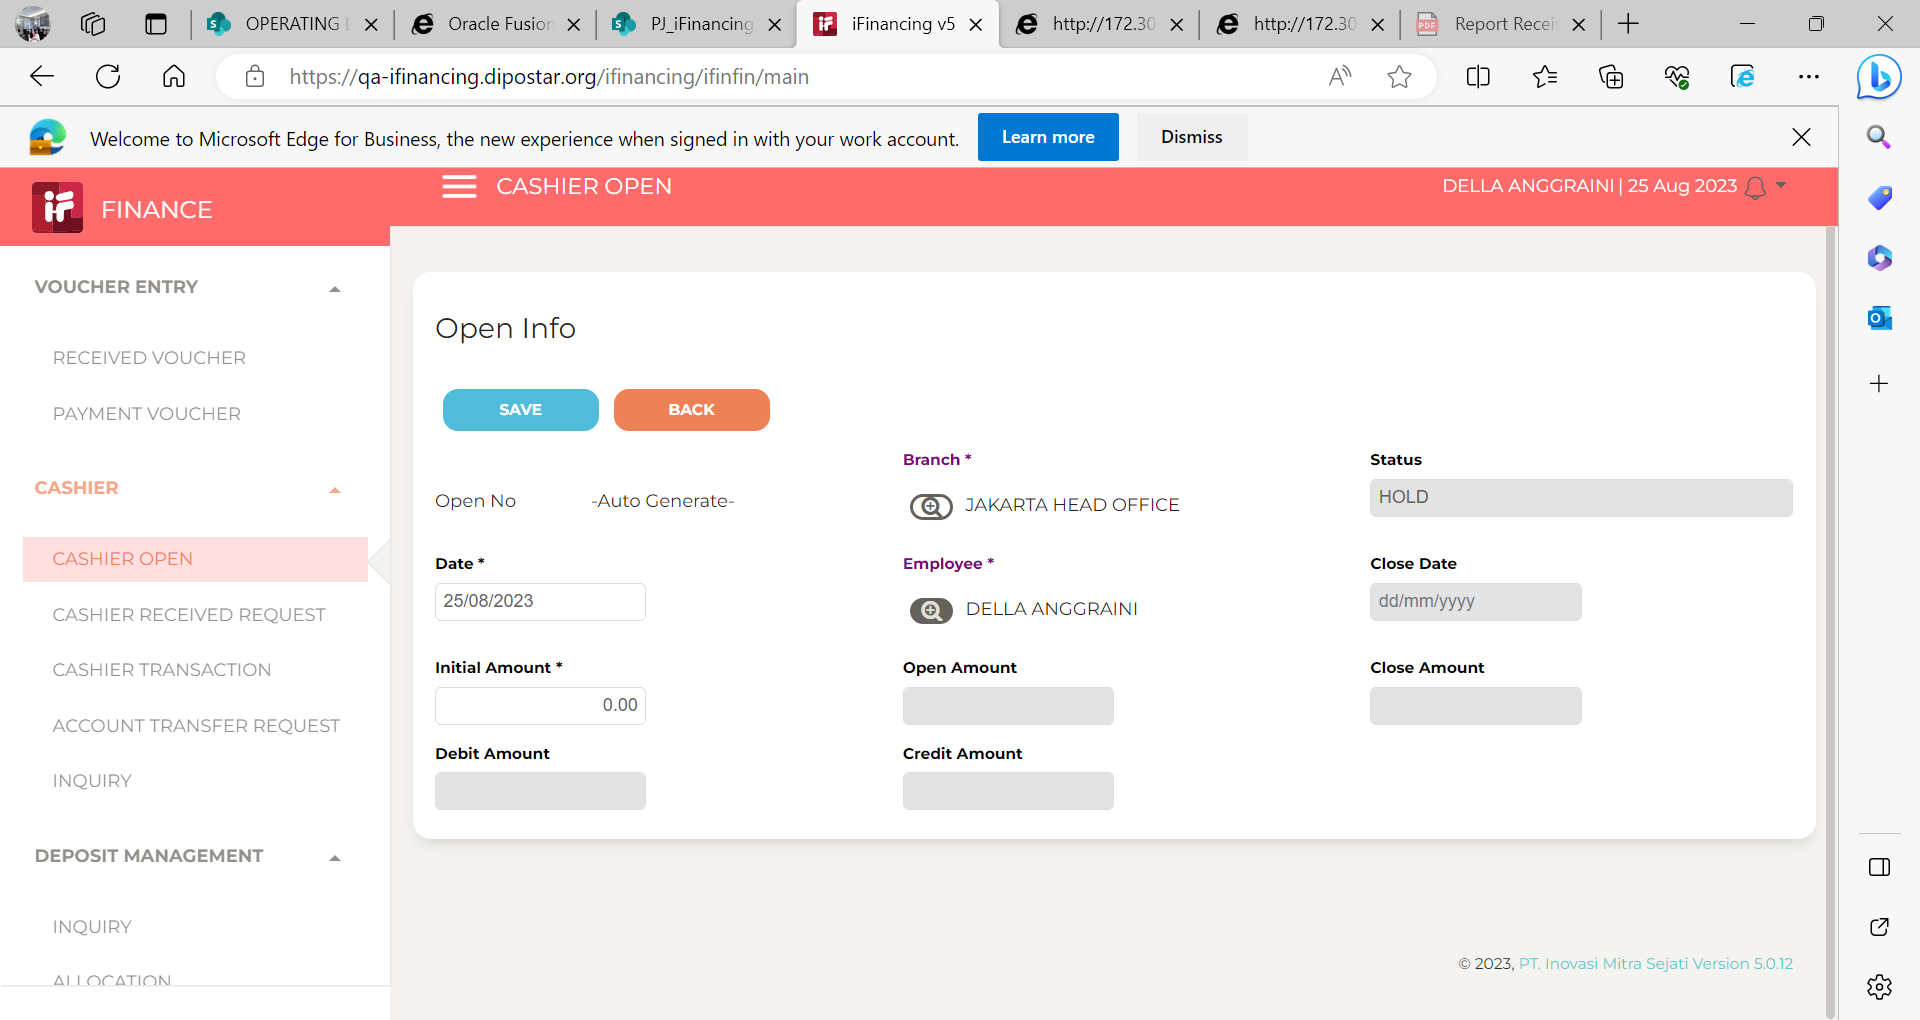 OPERATING L
Oracle Fusion
PJ_iFinancing
iFinancing v5
http://172.30
http://172.30
Report Recei
https://qa-ifinancing.dipostar.org/ifinancing/ifinfin/main
Welcome to Microsoft Edge for Business, the new experience when signed in with your work account.
Learn more
Dismiss
iF FINANCE
CASHIER OPEN
DELLA ANGGRAINI | 25 Aug 2023
VOUCHER ENTRY
RECEIVED VOUCHER
PAYMENT VOUCHER
CASHIER
CASHIER OPEN
CASHIER RECEIVED REQUEST
CASHIER TRANSACTION
ACCOUNT TRANSFER REQUEST
INQUIRY
DEPOSIT MANAGEMENT
INQUIRY
ALLOCATION
Open Info
SAVE
BACK
Open No -Auto Generate-
Branch *
JAKARTA HEAD OFFICE
Status
HOLD
Date *
25/08/2023
Employee *
DELLA ANGGRAINI
Close Date
dd/mm/yyyy
Initial Amount *
0.00
Open Amount
Close Amount
Debit Amount
Credit Amount
© 2023, PT. Inovasi Mitra Sejati Version 5.0.12